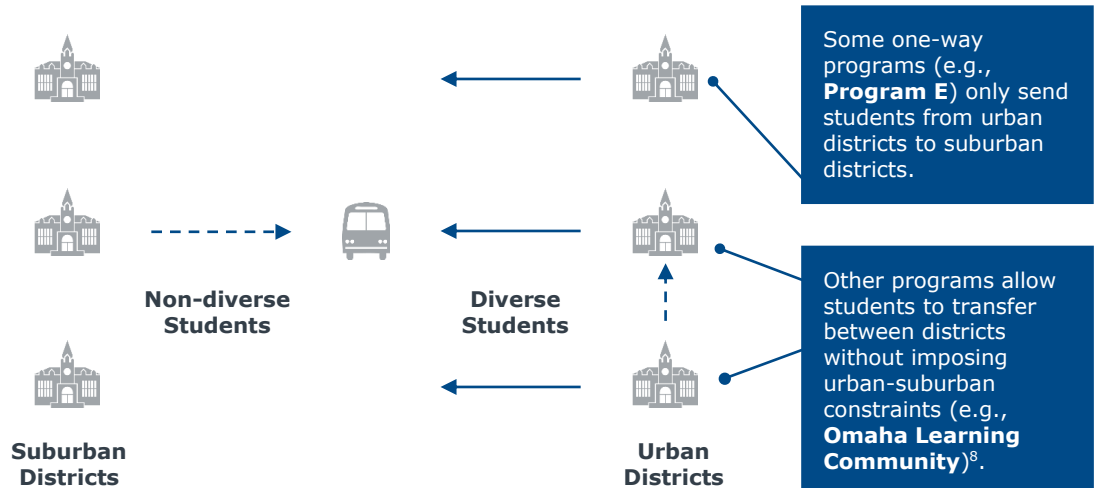 Some one-way
programs (e.g.,
Program E) only send
students from urban
districts to suburban
districts.
Non-diverse
Students
Diverse
Students
Other programs allow
students to transfer
between districts
without imposing
urban-suburban
constraints (e.g.,
Omaha Learning
Community)⁸.
Suburban
Districts
Urban
Districts